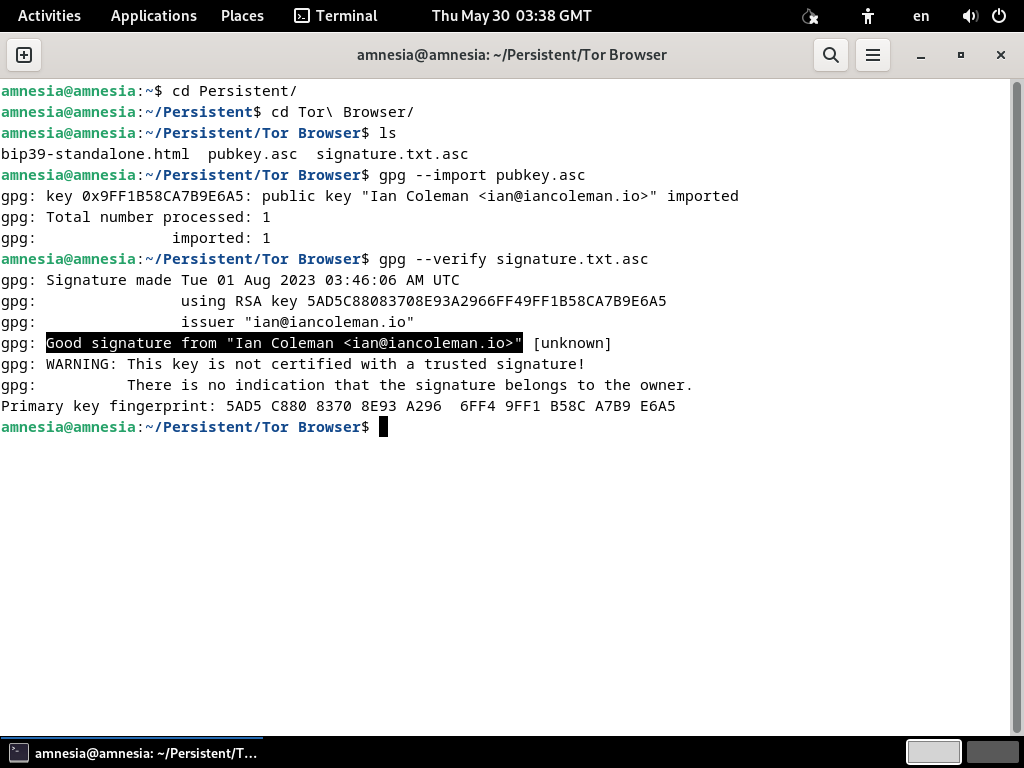 Activities Applications Places Terminal Thu May 30 03:38 GMT en
amnesia@amnesia: ~/Persistent/Tor Browser
amnesia@amnesia:~$ cd Persistent/
amnesia@amnesia:~/Persistent$ cd Tor\ Browser/
amnesia@amnesia:~/Persistent/Tor Browser$ ls
bip39-standalone.html  pubkey.asc  signature.txt.asc
amnesia@amnesia:~/Persistent/Tor Browser$ gpg --import pubkey.asc
gpg: key 0x9FF1B58CA7B9E6A5: public key "Ian Coleman <ian@iancoleman.io>" imported
gpg: Total number processed: 1
gpg:               imported: 1
amnesia@amnesia:~/Persistent/Tor Browser$ gpg --verify signature.txt.asc
gpg: Signature made Tue 01 Aug 2023 03:46:06 AM UTC
gpg:                using RSA key 5AD5C88083708E93A2966FF49FF1B58CA7B9E6A5
gpg:                issuer "ian@iancoleman.io"
gpg: Good signature from "Ian Coleman <ian@iancoleman.io>" [unknown]
gpg: WARNING: This key is not certified with a trusted signature!
gpg:          There is no indication that the signature belongs to the owner.
Primary key fingerprint: 5AD5 C880 8370 8E93 A296  6FF4 9FF1 B58C A7B9 E6A5
amnesia@amnesia:~/Persistent/Tor Browser$
amnesia@amnesia: ~/Persistent/T…